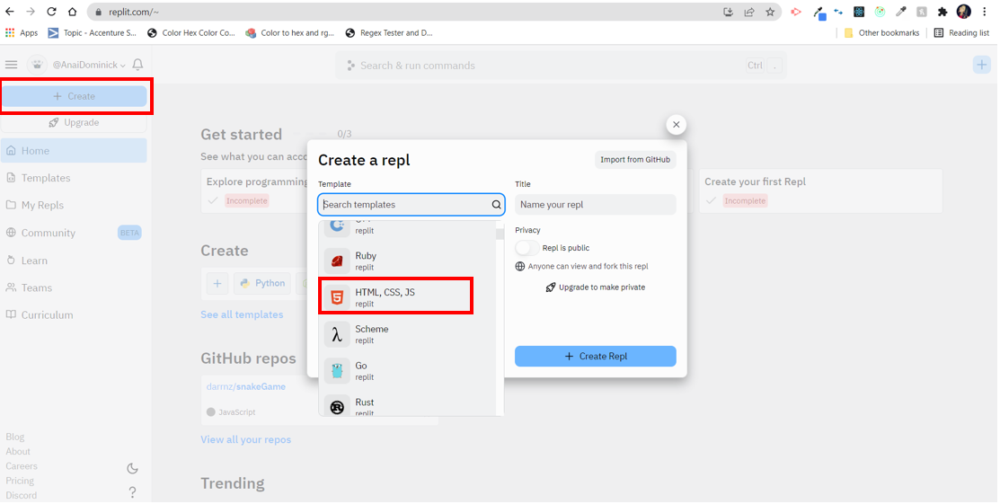 replit.com/~
Apps
Topic - Accenture S...
Color Hex Color Co...
Color to hex and rg...
Regex Tester and D...
Other bookmarks
Reading list
@AnaiDominick
Search & run commands
Ctrl .
+ Create
Upgrade
Home
Templates
My Repls
Community BETA
Learn
Teams
Curriculum
Blog
About
Careers
Pricing
Discord
?
Get started 0/3
See what you can acco
Explore programming
Incomplete
Create your first Repl
Incomplete
Create
+ Python
See all templates
GitHub repos
darrnz/snakeGame
JavaScript
View all your repos
Trending
Create a repl
Import from GitHub
Template
Search templates
replit
Ruby
replit
HTML, CSS, JS
replit
Scheme
replit
Go
replit
Rust
replit
Title
Name your repl
Privacy
Repl is public
Anyone can view and fork this repl
Upgrade to make private
+ Create Repl